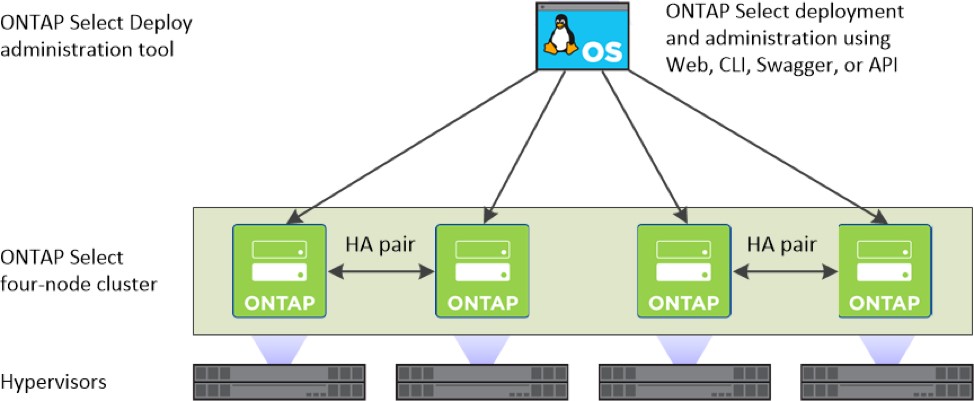 ONTAP Select Deploy
administration tool
OS
ONTAP Select deployment
and administration using
Web, CLI, Swagger, or API
ONTAP Select
four-node cluster
HA pair
HA pair
ONTAP
ONTAP
ONTAP
ONTAP
Hypervisors